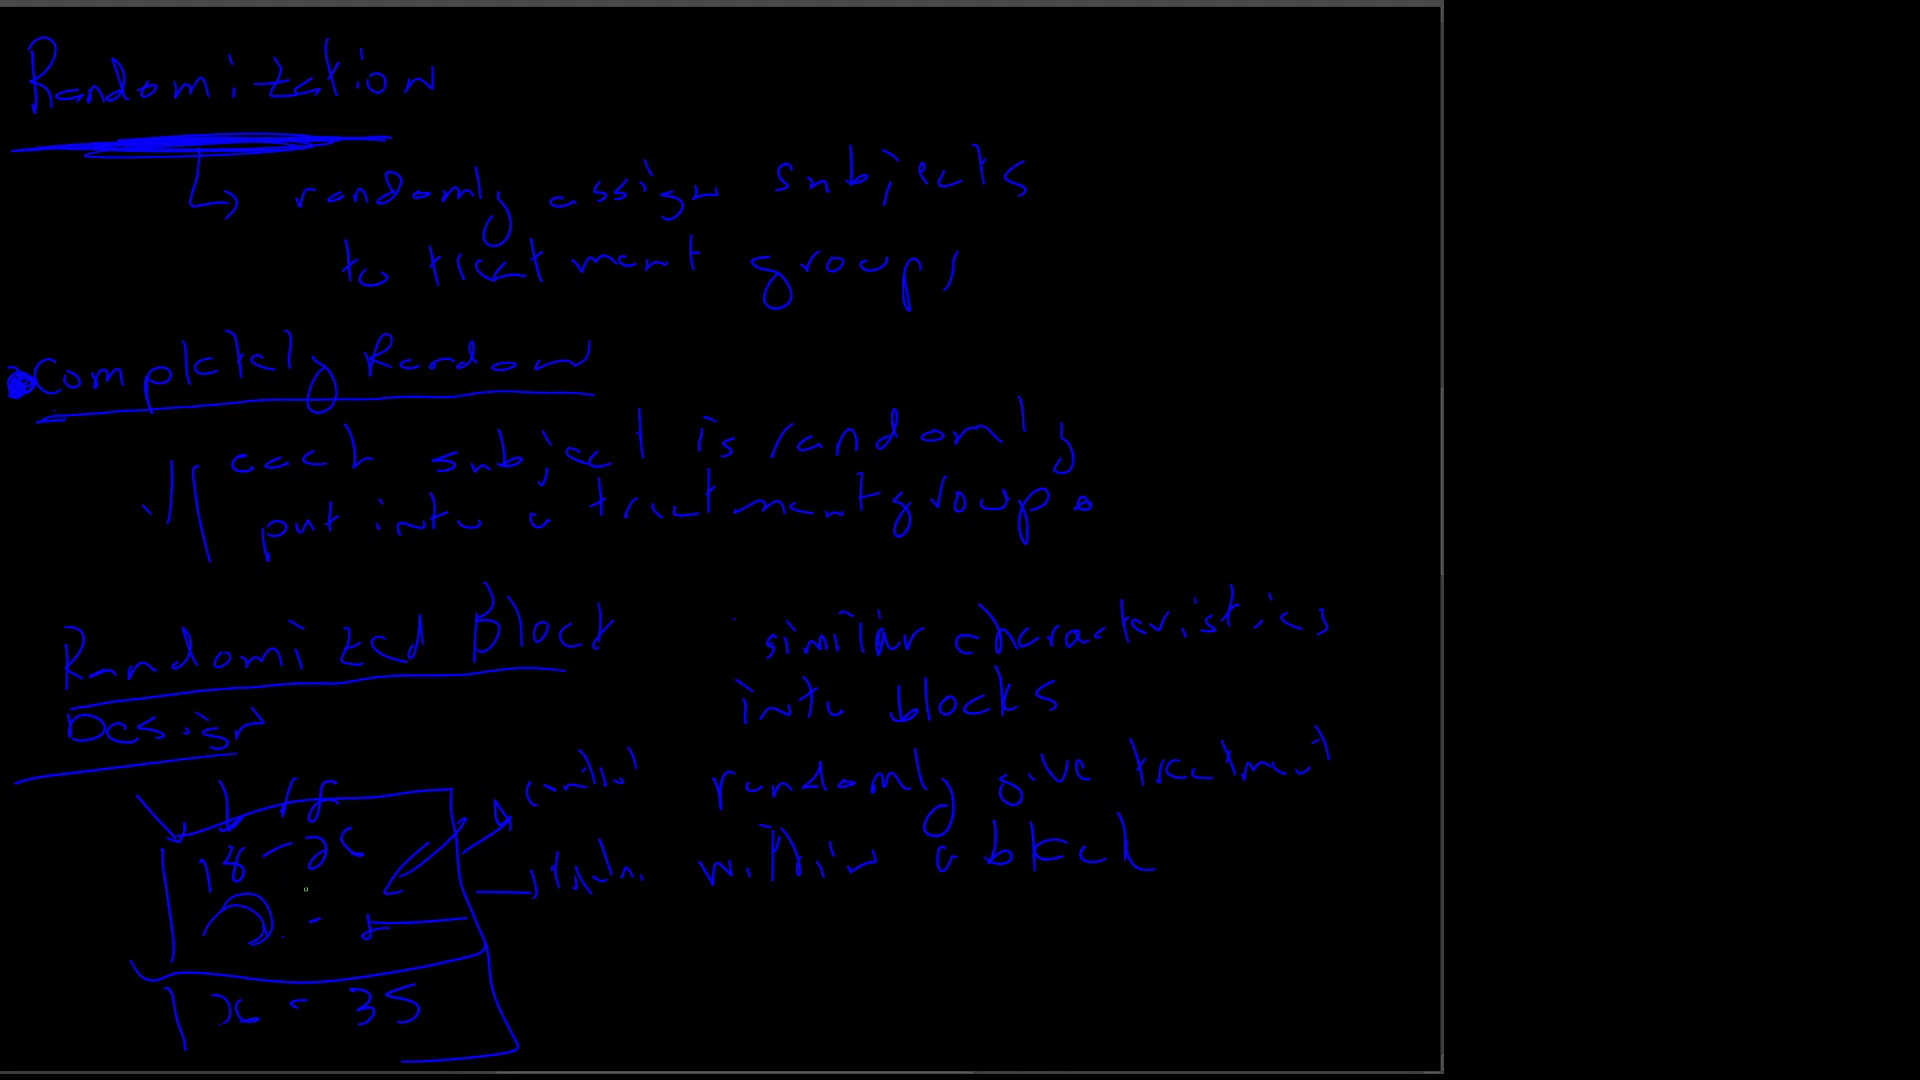 Randomization
randomly assign subjects
to treatment groups
Completely Random
each subject is randomly
put into a treatment group.
Randomized Block
Design
similar characteristics
into blocks
randomly give treatment
within a block
18-25
26-35